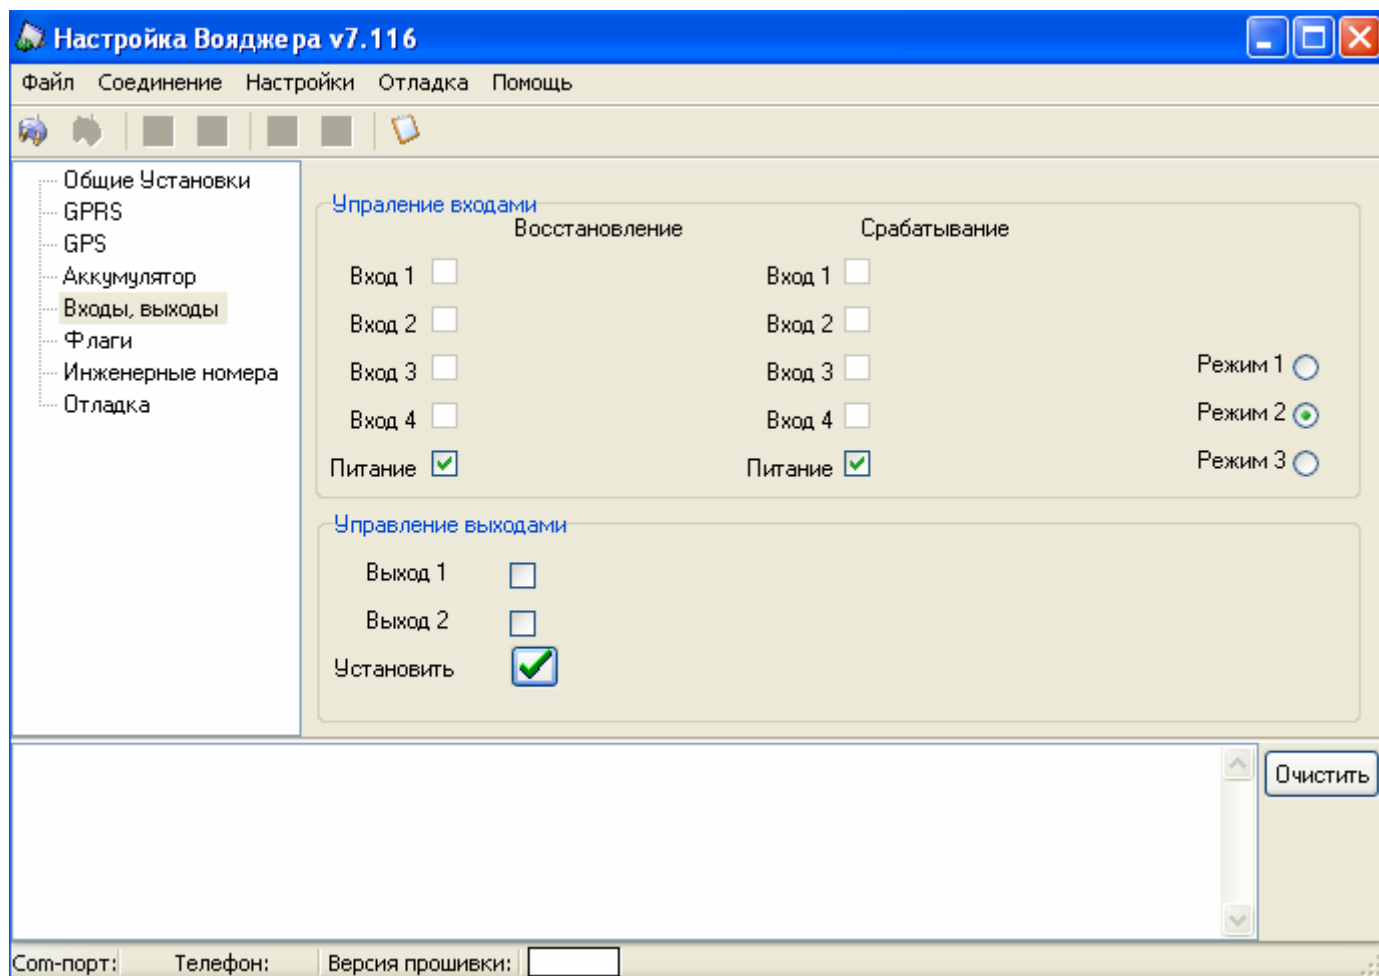 Настройка Вояджера v7.116
Файл Соединение Настройки Отладка Помощь
Общие Установки
GPRS
GPS
Аккумулятор
Входы, выходы
Флаги
Инженерные номера
Отладка
Упраление входами
Восстановление Срабатывание
Вход 1 Вход 1
Вход 2 Вход 2
Вход 3 Вход 3 Режим 1
Вход 4 Вход 4 Режим 2
Питание Питание Режим 3
Управление выходами
Выход 1
Выход 2
Установить
Очистить
Com-порт: Телефон: Версия прошивки: